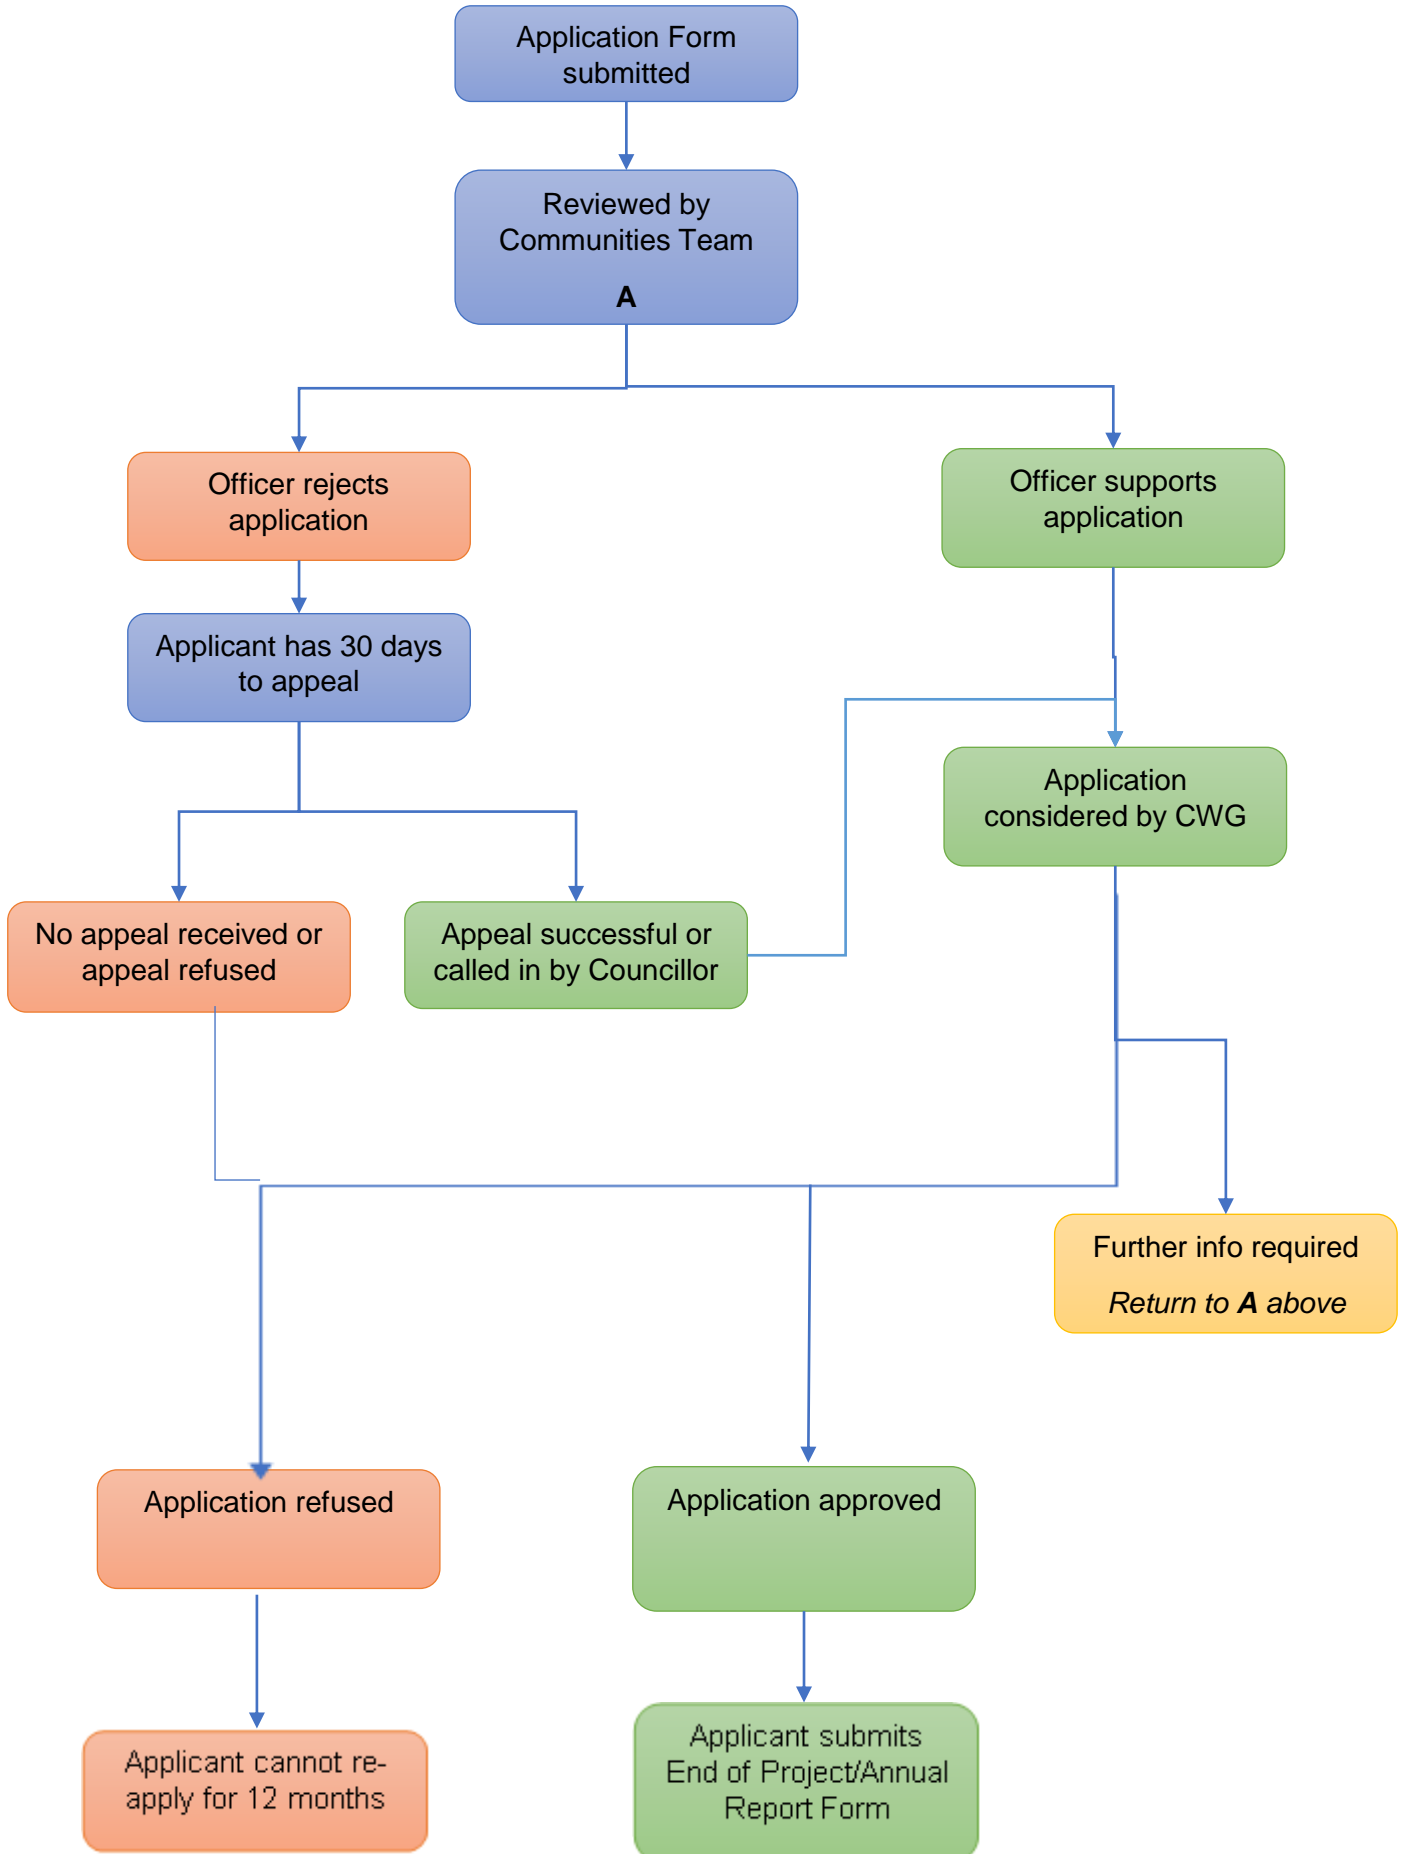 Application Form
submitted
Reviewed by
Communities Team
A
Officer rejects
application
Officer supports
application
Applicant has 30 days
to appeal
Application
considered by CWG
No appeal received or
appeal refused
Appeal successful or
called in by Councillor
Further info required
Return to A above
Application refused
Application approved
Applicant cannot re-
apply for 12 months
Applicant submits
End of Project/Annual
Report Form